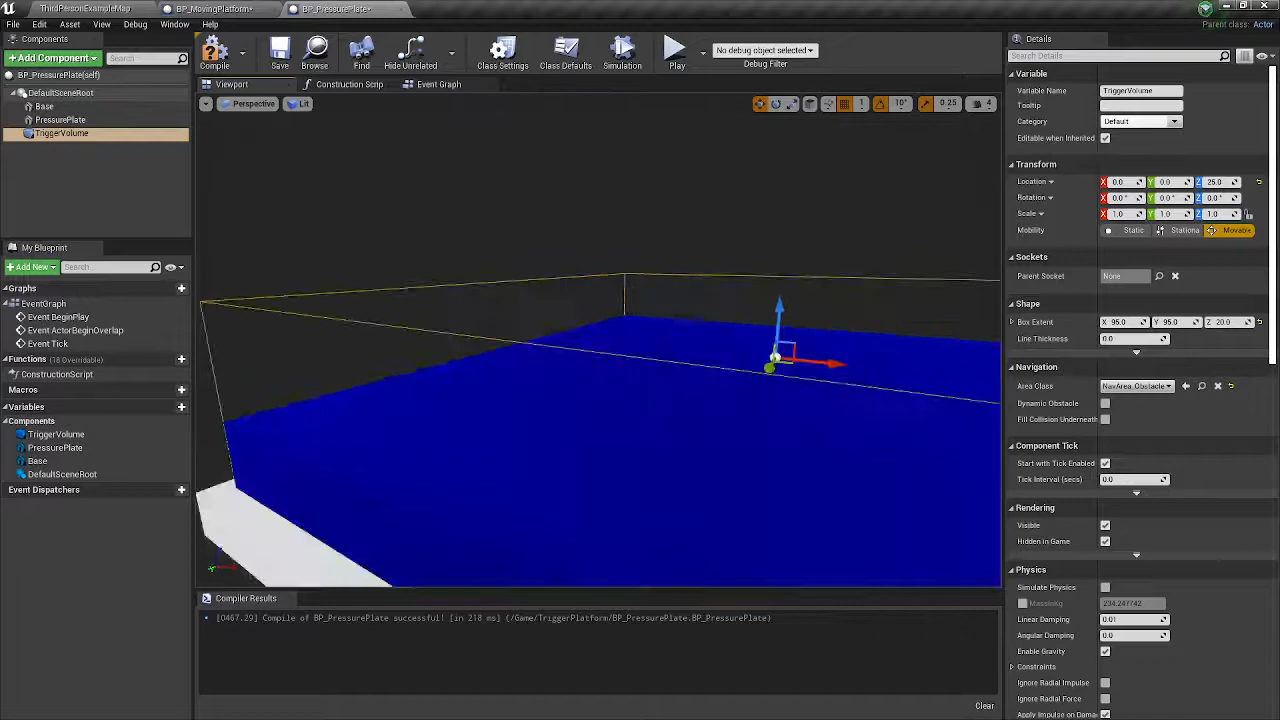 ThirdPersonExampleMap
BP_MovingPlatform*
BP_PressurePlate*
File Edit Asset View Debug Window Help
Parent class: Actor
Components
+Add Component
Search
BP_PressurePlate(self)
DefaultSceneRoot
Base
PressurePlate
TriggerVolume
Compile Save Browse Find Hide Unrelated Class Settings Class Defaults Simulation Play
No debug object selected
Debug Filter
Viewport
Construction Scrip
Event Graph
Perspective
Lit
1
10°
0.25
4
My Blueprint
+Add New
Search
Graphs
EventGraph
Event BeginPlay
Event ActorBeginOverlap
Event Tick
Functions (18 Overridable)
ConstructionScript
Macros
Variables
Components
TriggerVolume
PressurePlate
Base
DefaultSceneRoot
Event Dispatchers
Compiler Results
[0467.29] Compile of BP_PressurePlate successful! [in 218 ms] (/Game/TriggerPlatform/BP_PressurePlate.BP_PressurePlate)
Clear
Details
Search Details
Variable
Variable Name TriggerVolume
Tooltip
Category Default
Editable when Inherited
Transform
Location X 0.0 Y 0.0 Z 25.0
Rotation X 0.0° Y 0.0° Z 0.0°
Scale X 1.0 Y 1.0 Z 1.0
Mobility Static Stationa Movable
Sockets
Parent Socket None
Shape
Box Extent X 95.0 Y 95.0 Z 20.0
Line Thickness 0.0
Navigation
Area Class NavArea_Obstacle
Dynamic Obstacle
Fill Collision Underneath
Component Tick
Start with Tick Enabled
Tick Interval (secs) 0.0
Rendering
Visible
Hidden in Game
Physics
Simulate Physics
MassInKg 234.247742
Linear Damping 0.01
Angular Damping 0.0
Enable Gravity
Constraints
Ignore Radial Impulse
Ignore Radial Force
Apply Impulse on Damag